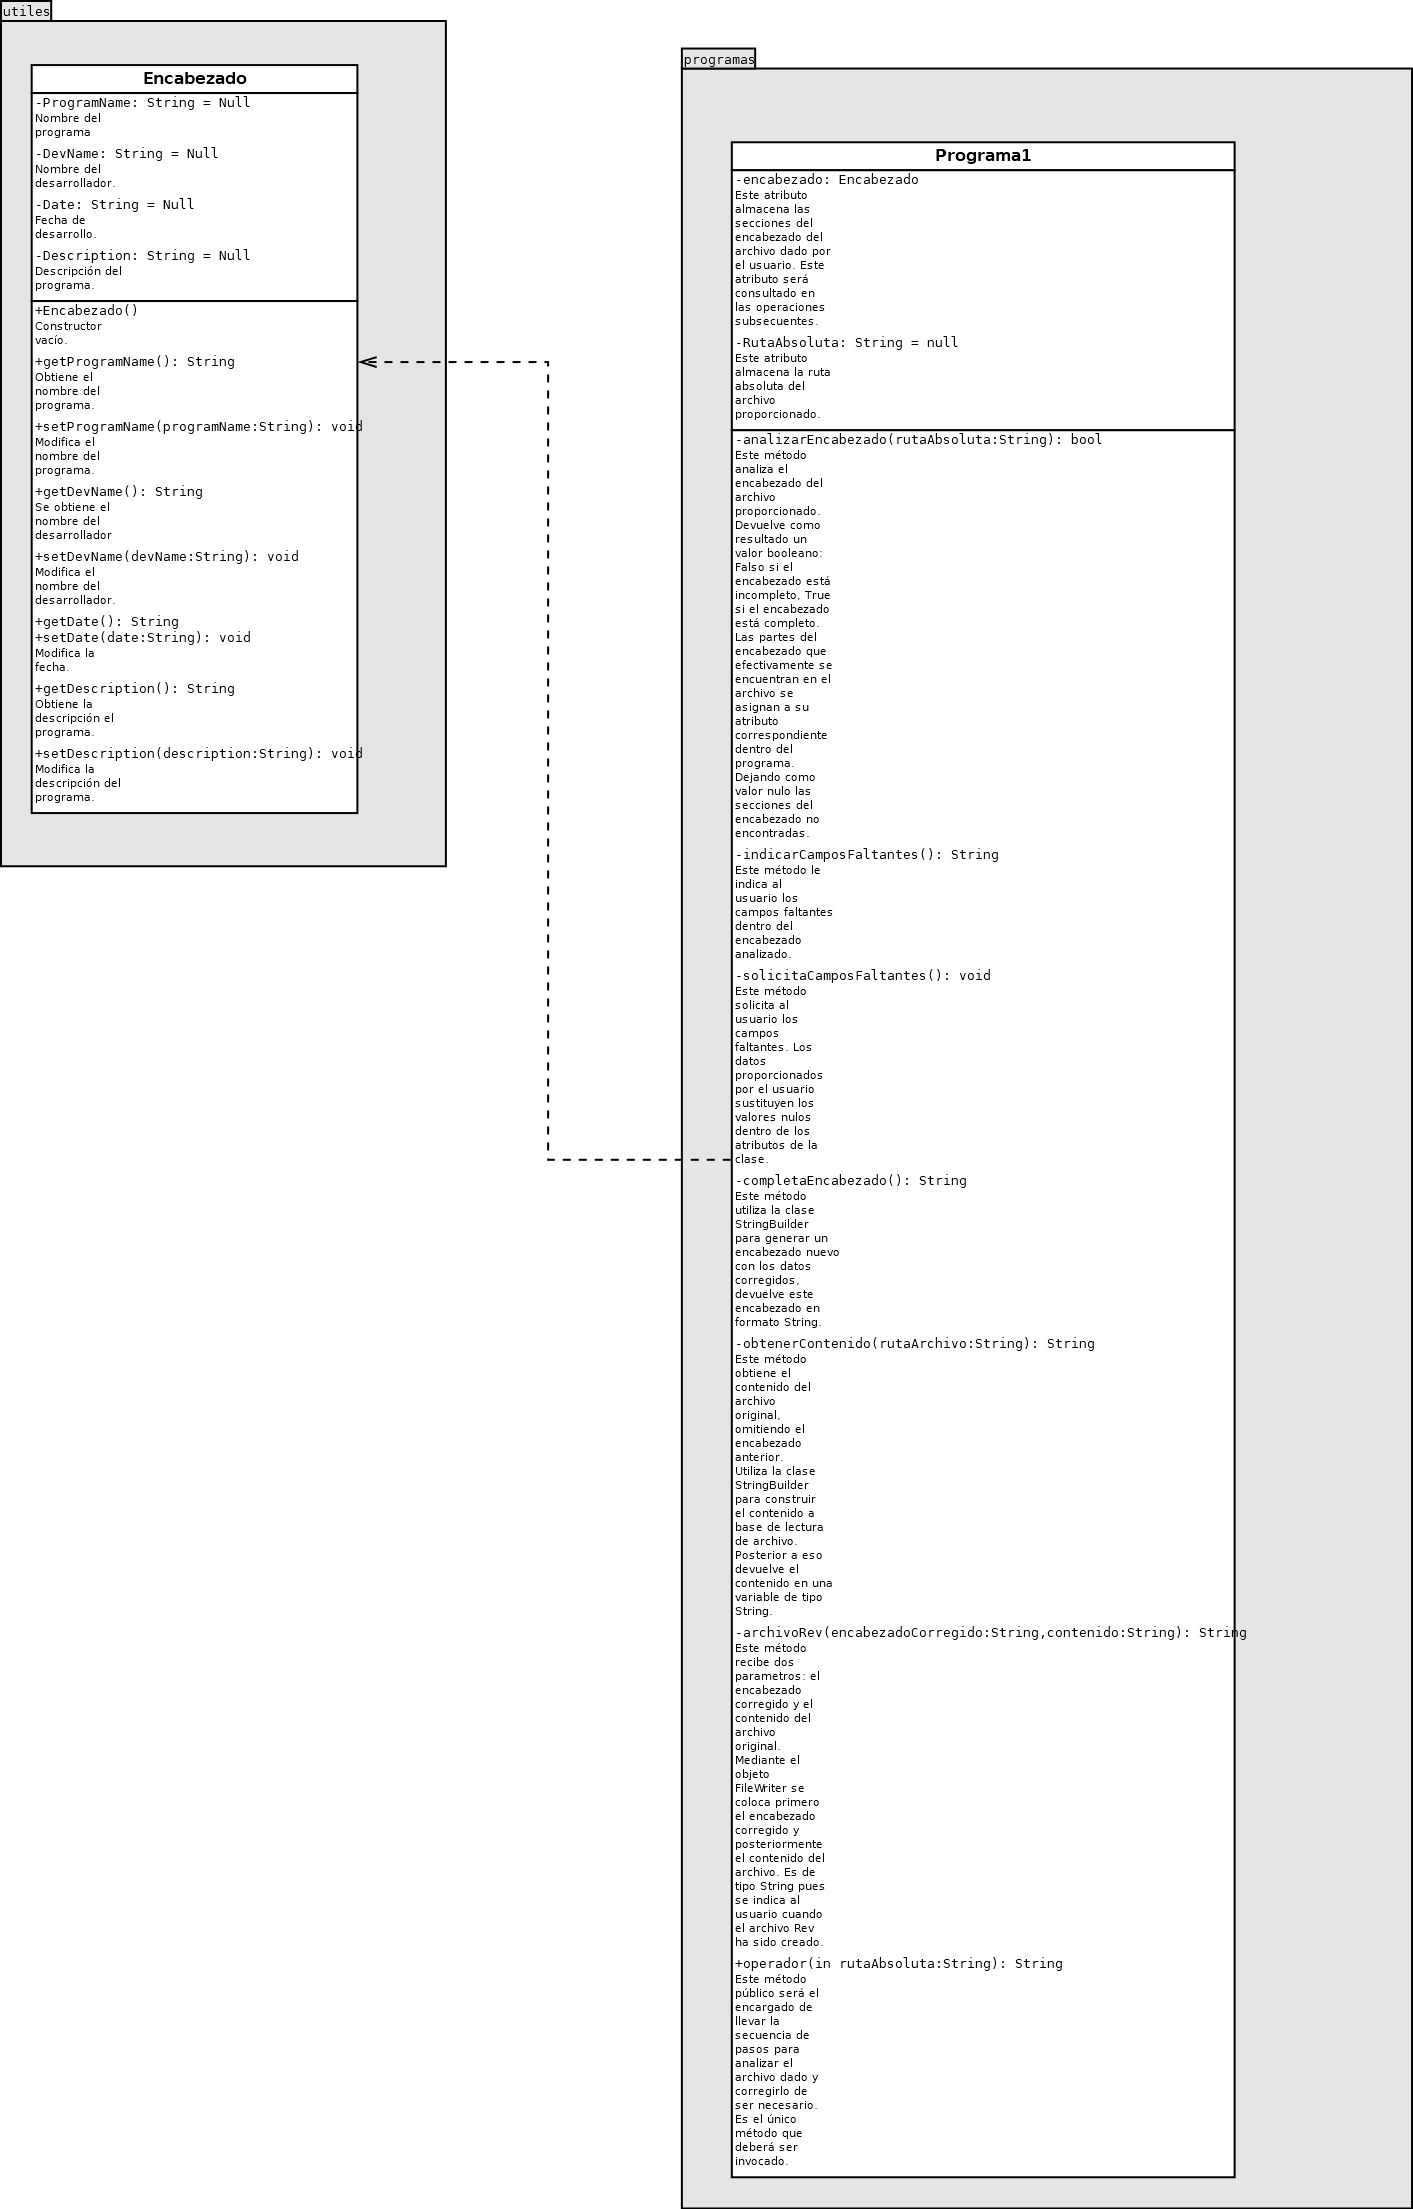 utiles
Encabezado
-ProgramName: String = Null
Nombre del
programa
-DevName: String = Null
Nombre del
desarrollador.
-Date: String = Null
Fecha de
desarrollo.
-Description: String = Null
Descripción del
programa.
+Encabezado()
Constructor
vacío.
+getProgramName(): String
Obtiene el
nombre del
programa.
+setProgramName(programName:String): void
Modifica el
nombre del
programa.
+getDevName(): String
Se obtiene el
nombre del
desarrollador
+setDevName(devName:String): void
Modifica el
nombre del
desarrollador.
+getDate(): String
+setDate(date:String): void
Modifica la
fecha.
+getDescription(): String
Obtiene la
descripción el
programa.
+setDescription(description:String): void
Modifica la
descripción del
programa.
programas
Programa1
-encabezado: Encabezado
Este atributo
almacena las
secciones del
encabezado del
archivo dado por
el usuario. Este
atributo será
consultado en
las operaciones
subsecuentes.
-RutaAbsoluta: String = null
Este atributo
almacena la ruta
absoluta del
archivo
proporcionado.
-analizarEncabezado(rutaAbsoluta:String): bool
Este método
analiza el
encabezado del
archivo
proporcionado.
Devuelve como
resultado un
valor booleano:
Falso si el
encabezado está
incompleto, True
si el encabezado
está completo.
Las partes del
encabezado que
efectivamente se
encuentran en el
archivo se
asignan a su
atributo
correspondiente
dentro del
programa.
Dejando como
valor nulo las
secciones del
encabezado no
encontradas.
-indicarCamposFaltantes(): String
Este método le
indica al
usuario los
campos faltantes
dentro del
encabezado
analizado.
-solicitaCamposFaltantes(): void
Este método
solicita al
usuario los
campos
faltantes. Los
datos
proporcionados
por el usuario
sustituyen los
valores nulos
dentro de los
atributos de la
clase.
-completaEncabezado(): String
Este método
utiliza la clase
StringBuilder
para generar un
encabezado nuevo
con los datos
corregidos,
devuelve este
encabezado en
formato String.
-obtenerContenido(rutaArchivo:String): String
Este método
obtiene el
contenido del
archivo
original,
omitiendo el
encabezado
anterior.
Utiliza la clase
StringBuilder
para construir
el contenido a
base de lectura
de archivo.
Posterior a eso
devuelve el
contenido en una
variable de tipo
String.
-archivoRev(encabezadoCorregido:String,contenido:String): String
Este método
recibe dos
parametros: el
encabezado
corregido y el
contenido del
archivo
original.
Mediante el
objeto
FileWriter se
coloca primero
el encabezado
corregido y
posteriormente
el contenido del
archivo. Es de
tipo String pues
se indica al
usuario cuando
el archivo Rev
ha sido creado.
+operador(in rutaAbsoluta:String): String
Este método
público será el
encargado de
llevar la
secuencia de
pasos para
analizar el
archivo dado y
corregirlo de
ser necesario.
Es el único
método que
deberá ser
invocado.